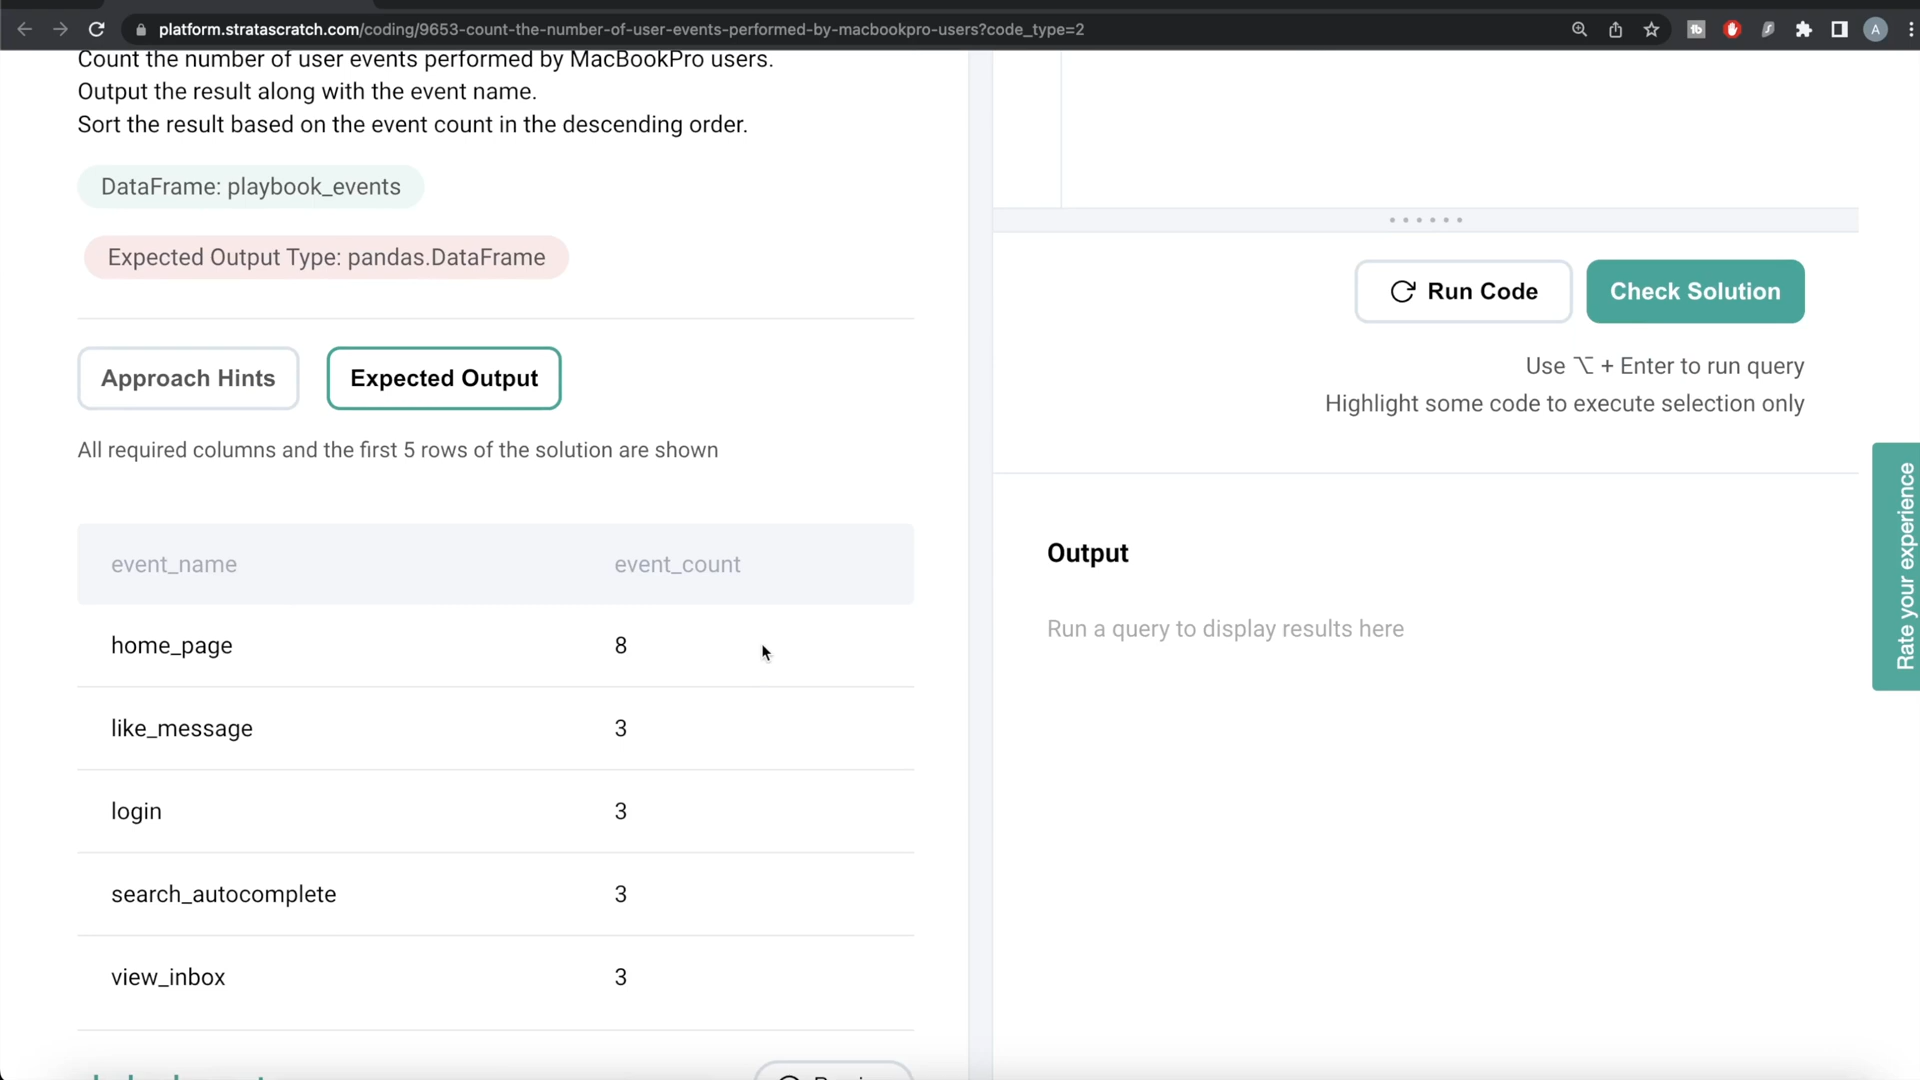 platform.stratascratch.com/coding/9653-count-the-number-of-user-events-performed-by-macbookpro-users?code_type=2
A
Count the number of user events performed by MacBookPro users.
Output the result along with the event name.
Sort the result based on the event count in the descending order.
DataFrame: playbook_events
Expected Output Type: pandas.DataFrame
Approach Hints
Expected Output
All required columns and the first 5 rows of the solution are shown
event_name event_count
home_page 8
like_message 3
login 3
search_autocomplete 3
view_inbox 3
Run Code
Check Solution
Use ⌥ + Enter to run query
Highlight some code to execute selection only
Output
Run a query to display results here
Rate your experience